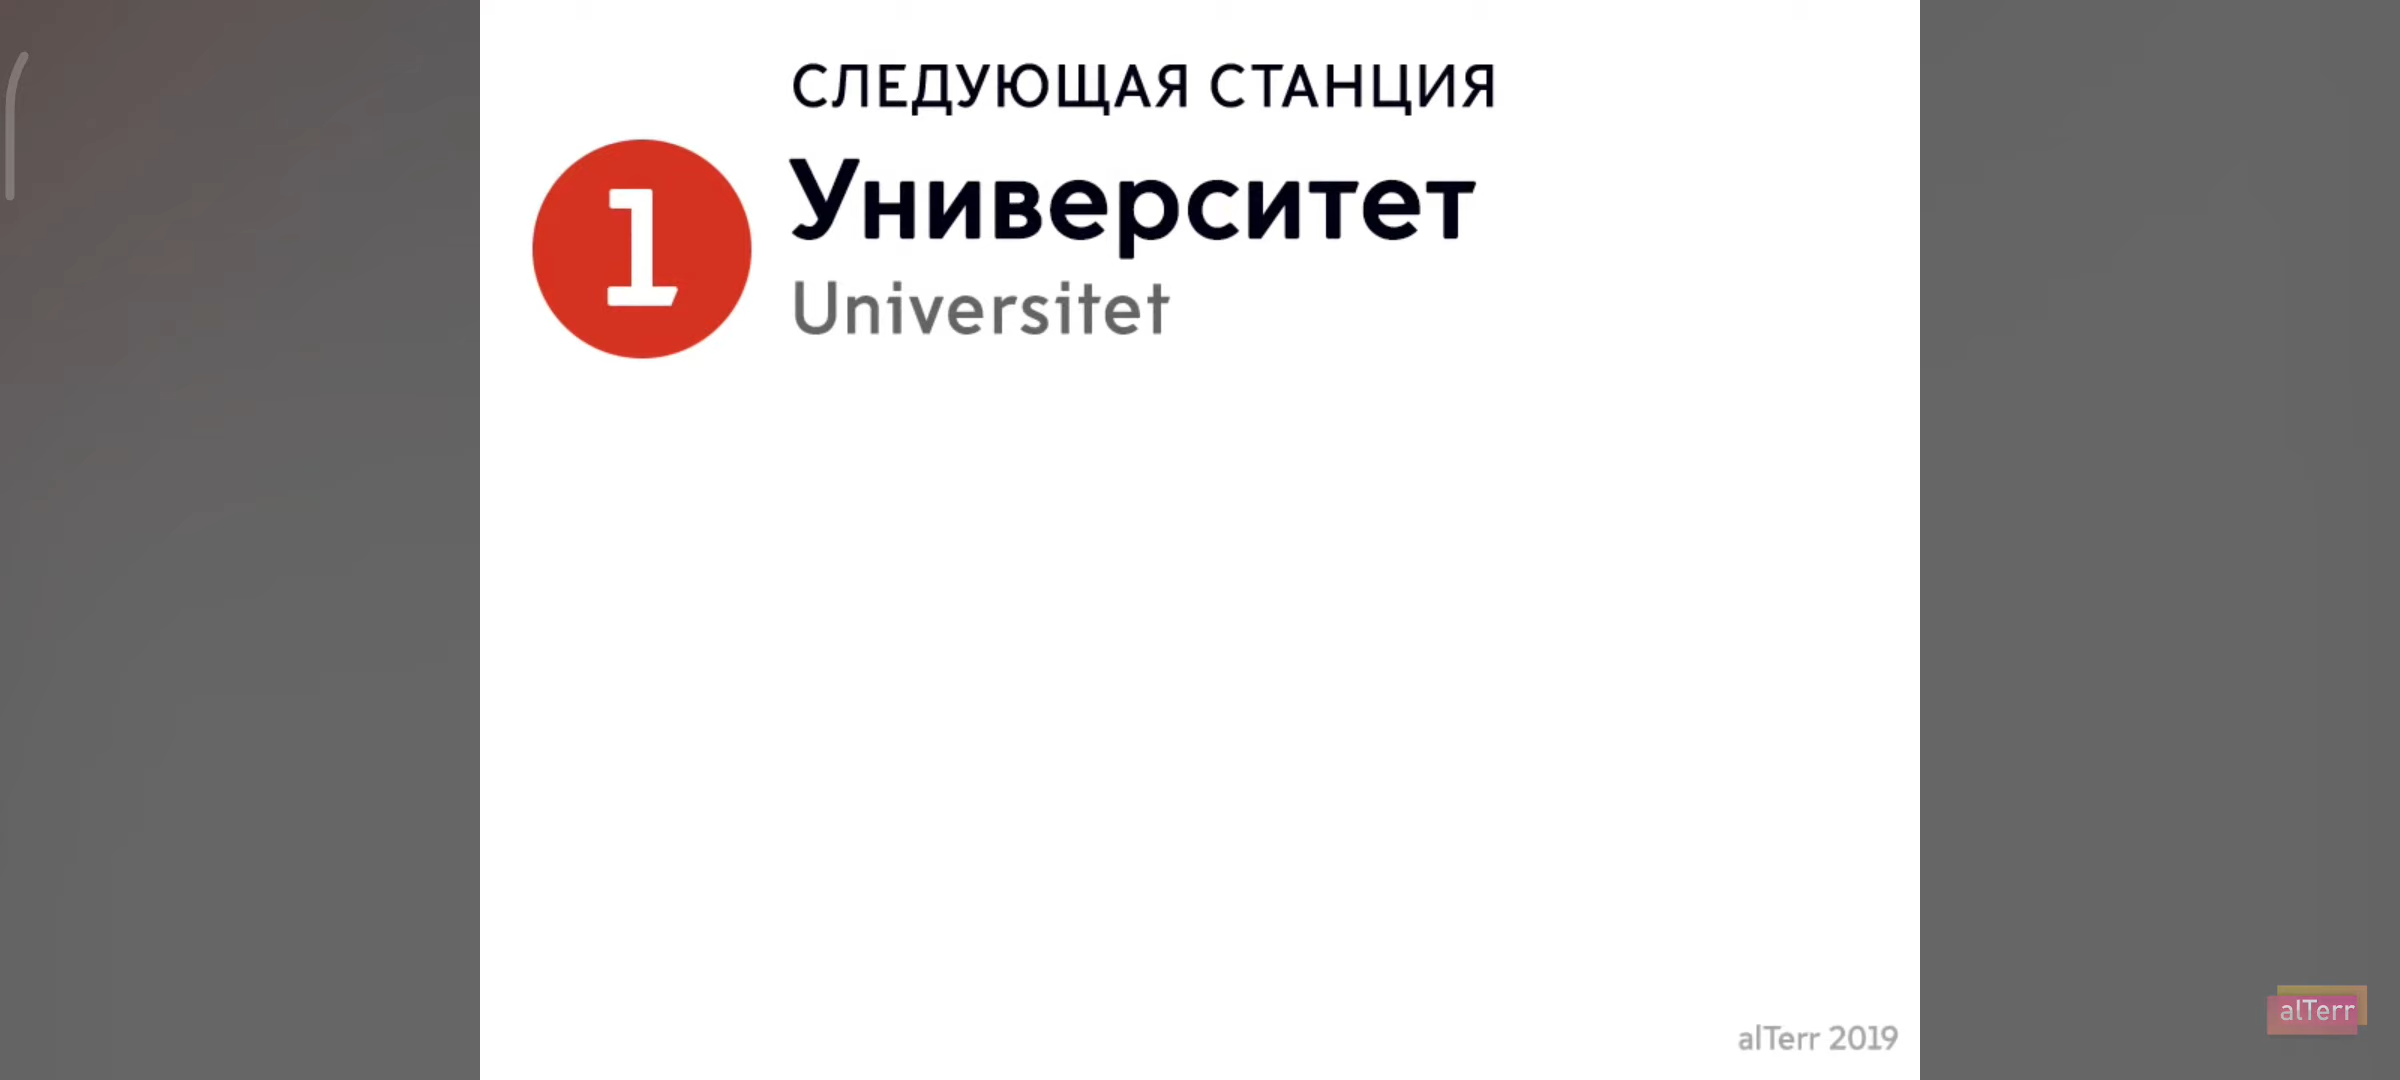 СЛЕДУЮЩАЯ СТАНЦИЯ
1
Университет
Universitet
alTerr
alTerr 2019